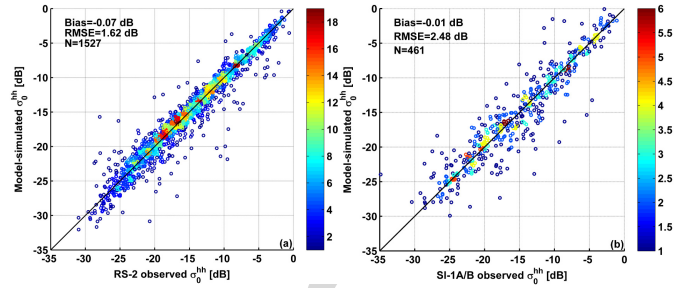 Bias=-0.07 dB
RMSE=1.62 dB
N=1527
0
-5
-10
-15
-20
-25
-30
-35
-35 -30 -25 -20 -15 -10 -5 0
Model-simulated σ₀ʰʰ [dB]
RS-2 observed σ₀ʰʰ [dB]
(a)
18
16
14
12
10
8
6
4
2
Bias=-0.01 dB
RMSE=2.48 dB
N=461
0
-5
-10
-15
-20
-25
-30
-35
-35 -30 -25 -20 -15 -10 -5 0
Model-simulated σ₀ʰʰ [dB]
SI-1A/B observed σ₀ʰʰ [dB]
(b)
6
5.5
5
4.5
4
3.5
3
2.5
2
1.5
1